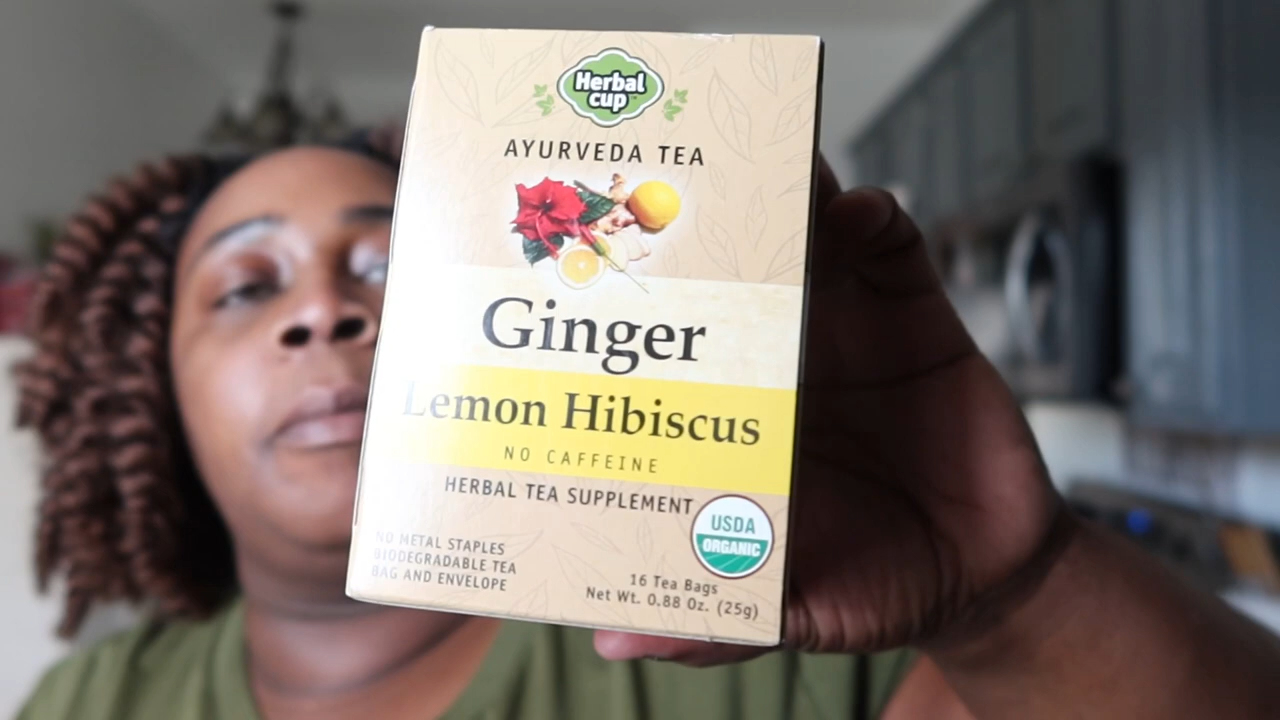 Herbal
cup™
AYURVEDA TEA
Ginger
Lemon Hibiscus
NO CAFFEINE
HERBAL TEA SUPPLEMENT
USDA
ORGANIC
NO METAL STAPLES
BIODEGRADABLE TEA
BAG AND ENVELOPE
16 Tea Bags
Net Wt. 0.88 Oz. (25g)